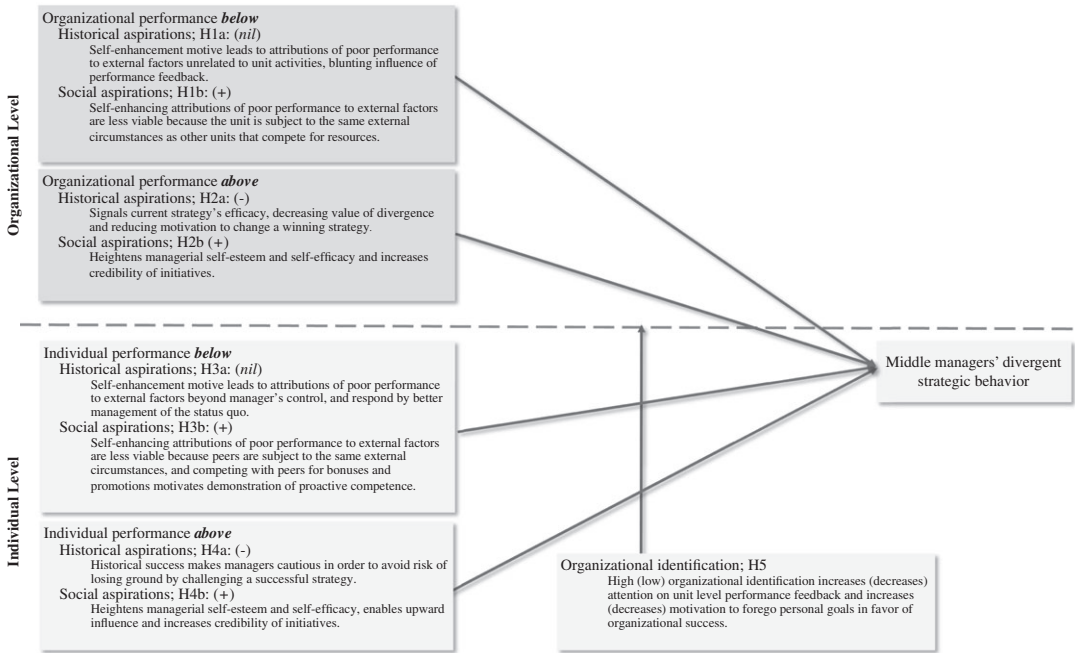 Organizational Level
Organizational performance below
Historical aspirations; H1a: (nil)
Self-enhancement motive leads to attributions of poor performance
to external factors unrelated to unit activities, blunting influence of
performance feedback.
Social aspirations; H1b: (+)
Self-enhancing attributions of poor performance to external factors
are less viable because the unit is subject to the same external
circumstances as other units that compete for resources.
Organizational performance above
Historical aspirations; H2a: (-)
Signals current strategy's efficacy, decreasing value of divergence
and reducing motivation to change a winning strategy.
Social aspirations; H2b (+)
Heightens managerial self-esteem and self-efficacy and increases
credibility of initiatives.
Individual Level
Individual performance below
Historical aspirations; H3a: (nil)
Self-enhancement motive leads to attributions of poor performance
to external factors beyond manager's control, and respond by better
management of the status quo.
Social aspirations; H3b: (+)
Self-enhancing attributions of poor performance to external factors
are less viable because peers are subject to the same external
circumstances, and competing with peers for bonuses and
promotions motivates demonstration of proactive competence.
Individual performance above
Historical aspirations; H4a: (-)
Historical success makes managers cautious in order to avoid risk of
losing ground by challenging a successful strategy.
Social aspirations; H4b: (+)
Heightens managerial self-esteem and self-efficacy, enables upward
influence and increases credibility of initiatives.
Middle managers' divergent
strategic behavior
Organizational identification; H5
High (low) organizational identification increases (decreases)
attention on unit level performance feedback and increases
(decreases) motivation to forego personal goals in favor of
organizational success.